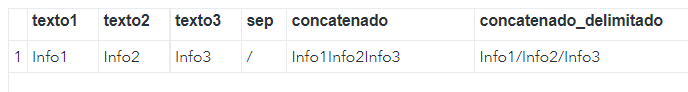 texto1 texto2 texto3 sep concatenado concatenado_delimitado
1 Info1 Info2 Info3 / Info1Info2Info3 Info1/Info2/Info3